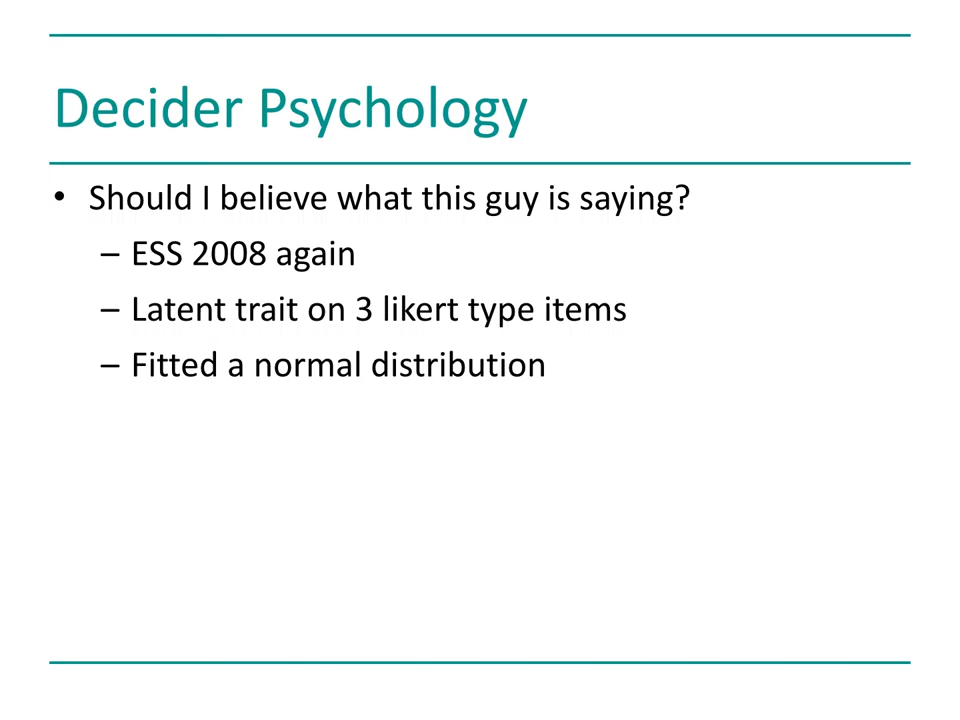 Decider Psychology
• Should I believe what this guy is saying?
– ESS 2008 again
– Latent trait on 3 likert type items
– Fitted a normal distribution